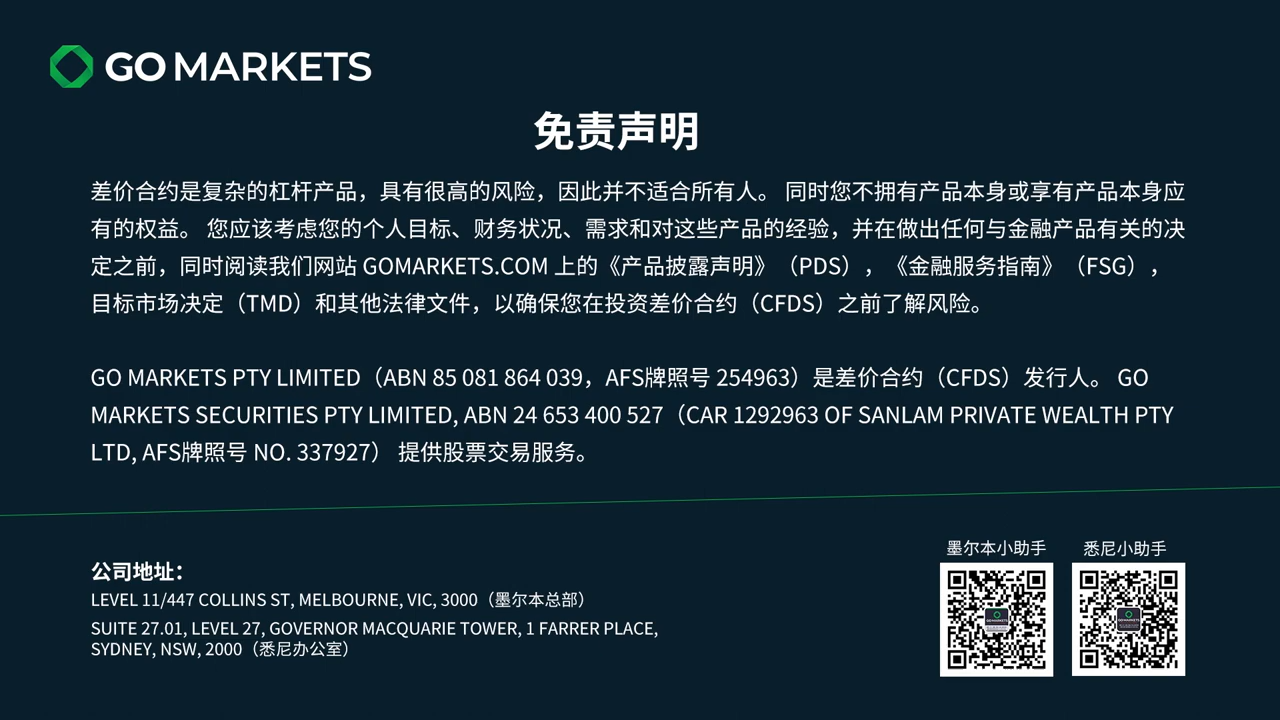 GO MARKETS
免责声明
差价合约是复杂的杠杆产品，具有很高的风险，因此并不适合所有人。 同时您不拥有产品本身或享有产品本身应
有的权益。 您应该考虑您的个人目标、财务状况、需求和对这些产品的经验，并在做出任何与金融产品有关的决
定之前，同时阅读我们网站 GOMARKETS.COM 上的《产品披露声明》（PDS），《金融服务指南》（FSG），
目标市场决定（TMD）和其他法律文件，以确保您在投资差价合约（CFDS）之前了解风险。
GO MARKETS PTY LIMITED（ABN 85 081 864 039，AFS牌照号 254963）是差价合约（CFDS）发行人。 GO
MARKETS SECURITIES PTY LIMITED, ABN 24 653 400 527（CAR 1292963 OF SANLAM PRIVATE WEALTH PTY
LTD, AFS牌照号 NO. 337927） 提供股票交易服务。
公司地址：
LEVEL 11/447 COLLINS ST, MELBOURNE, VIC, 3000（墨尔本总部）
SUITE 27.01, LEVEL 27, GOVERNOR MACQUARIE TOWER, 1 FARRER PLACE,
SYDNEY, NSW, 2000（悉尼办公室）
墨尔本小助手
悉尼小助手